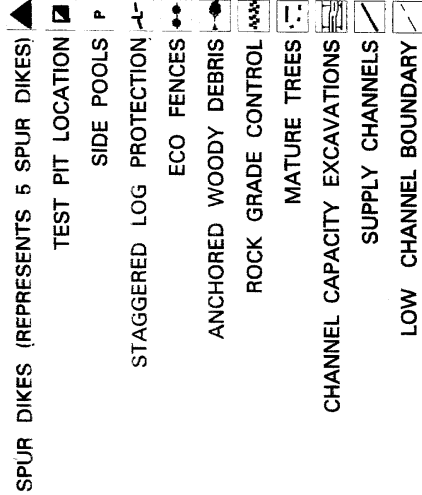 SPUR DIKES (REPRESENTS 5 SPUR DIKES)
TEST PIT LOCATION
SIDE POOLS P
STAGGERED LOG PROTECTION
ECO FENCES
ANCHORED WOODY DEBRIS
ROCK GRADE CONTROL
MATURE TREES
CHANNEL CAPACITY EXCAVATIONS
SUPPLY CHANNELS
LOW CHANNEL BOUNDARY